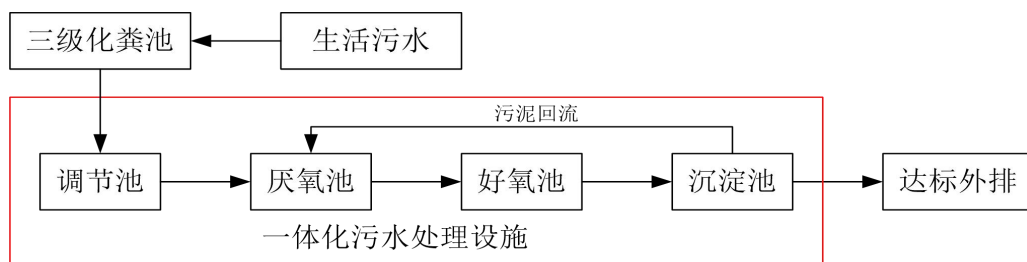 三级化粪池
生活污水
污泥回流
调节池
厌氧池
好氧池
沉淀池
达标外排
一体化污水处理设施